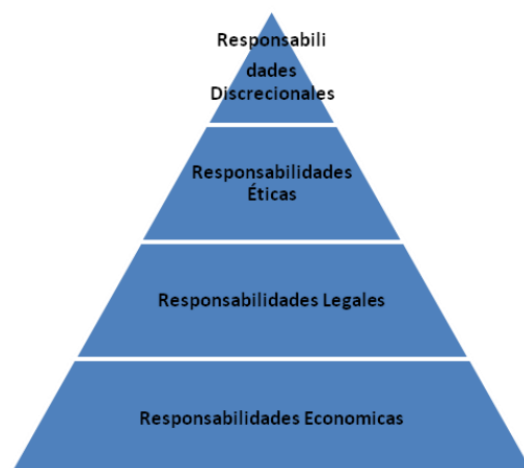 Responsabili
dades
Discrecionales
Responsabilidades
Éticas
Responsabilidades Legales
Responsabilidades Economicas